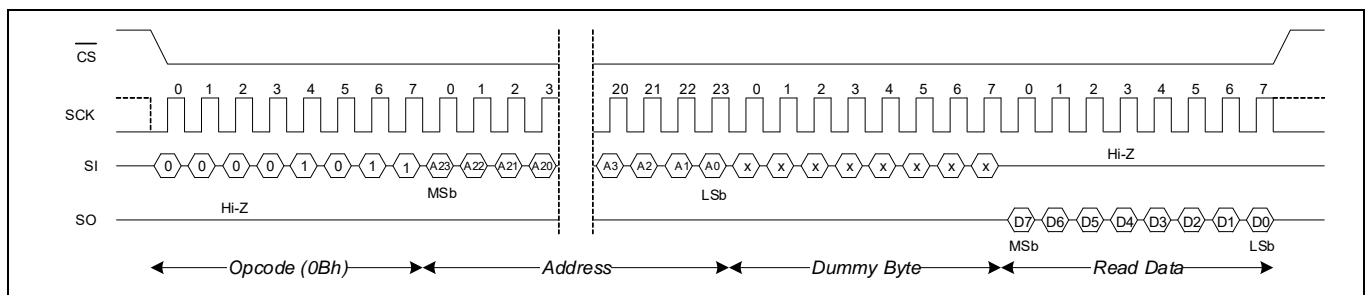 CS
0 1 2 3 4 5 6 7 0 1 2 3 20 21 22 23 0 1 2 3 4 5 6 7 0 1 2 3 4 5 6 7
SCK
SI 0 0 0 0 1 0 1 1 A23 A22 A21 A20 A3 A2 A1 A0 x x x x x x x x Hi-Z
MSb LSb
SO Hi-Z D7 D6 D5 D4 D3 D2 D1 D0
MSb LSb
Opcode (0Bh) Address Dummy Byte Read Data